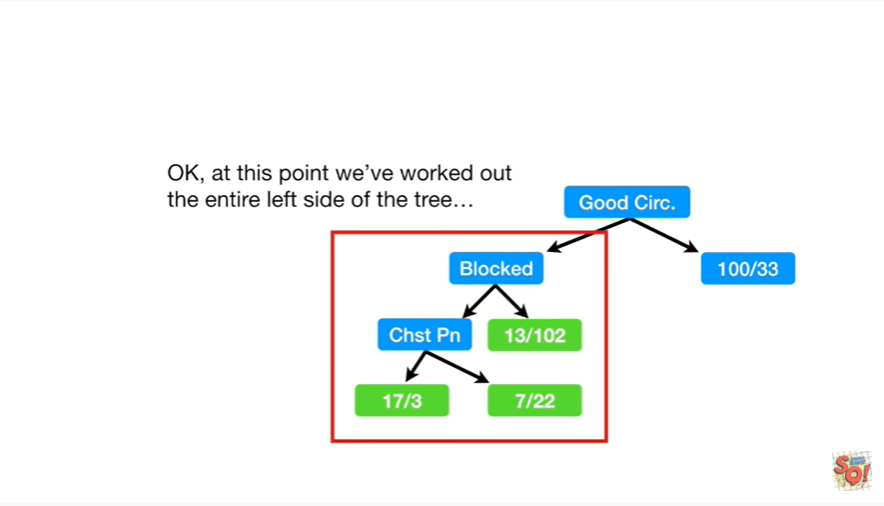 OK, at this point we've worked out
the entire left side of the tree…
Good Circ.
Blocked
100/33
Chst Pn
13/102
17/3
7/22
SQ!